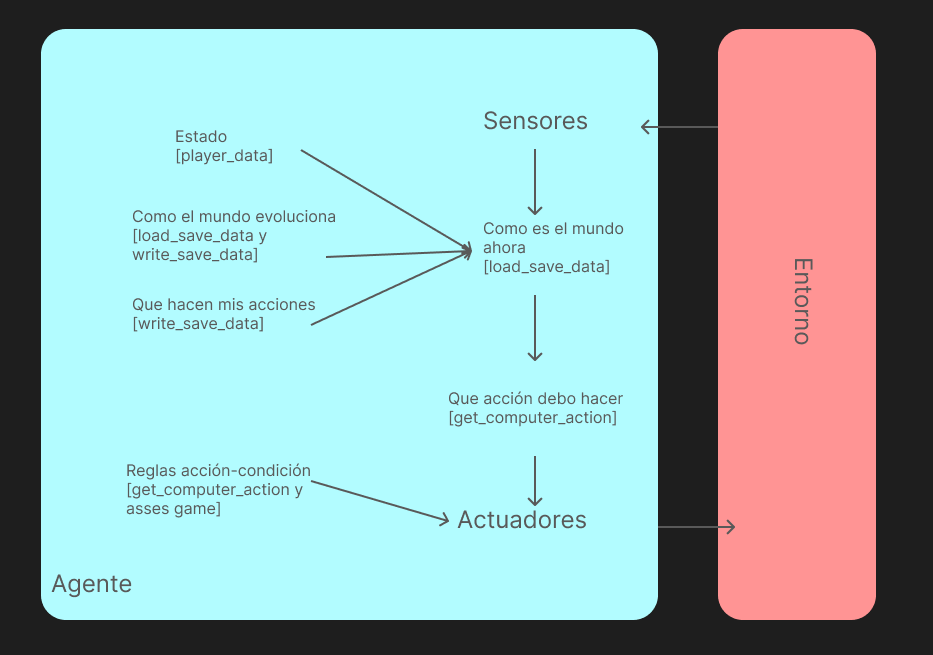 Sensores
Estado
[player_data]
Como el mundo evoluciona
[load_save_data y
write_save_data]
Como es el mundo
ahora
[load_save_data]
Que hacen mis acciones
[write_save_data]
Que acción debo hacer
[get_computer_action]
Reglas acción-condición
[get_computer_action y
asses game]
Actuadores
Agente
Entorno